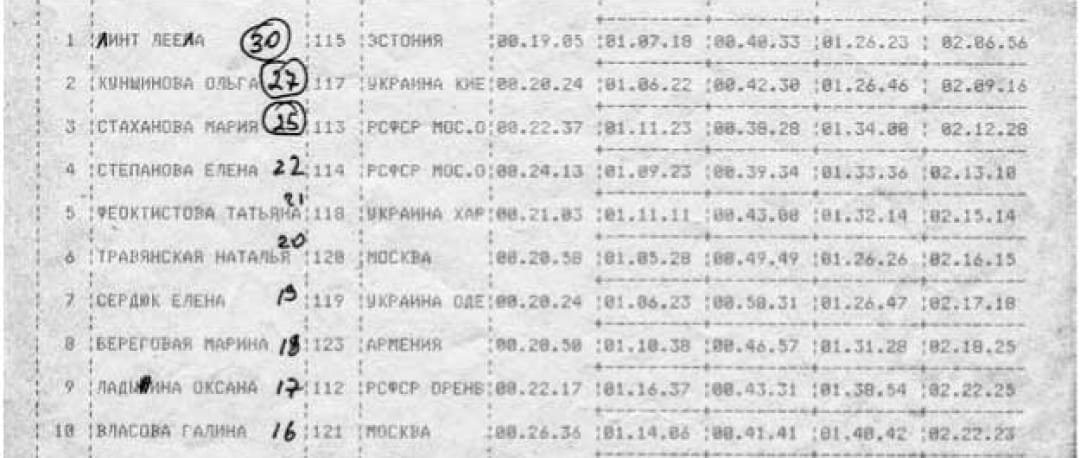 1 ЛИНТ ЛЕЕЛА 30 115 ЭСТОНИЯ 00.19.05 01.07.18 00.40.33 01.26.23 02.06.56
2 КУНШИНОВА ОЛЬГА 27 117 УКРАИНА КИЕ 00.20.24 01.06.22 00.42.30 01.26.46 02.09.16
3 СТАХАНОВА МАРИЯ 25 113 РСФСР МОС.О 00.22.37 01.11.23 00.38.28 01.34.00 02.12.28
4 СТЕПАНОВА ЕЛЕНА 22 114 РСФСР МОС.О 00.24.13 01.09.23 00.39.34 01.33.36 02.13.10
5 ФЕОКТИСТОВА ТАТЬЯНА 21 118 УКРАИНА ХАР 00.21.03 01.11.11 00.43.00 01.32.14 02.15.14
6 ТРАВЯНСКАЯ НАТАЛЬЯ 20 120 МОСКВА 00.20.58 01.05.28 00.49.49 01.26.26 02.16.15
7 СЕРДЮК ЕЛЕНА 19 119 УКРАИНА ОДЕ 00.20.24 01.06.23 00.50.31 01.26.47 02.17.18
8 БЕРЕГОВАЯ МАРИНА 18 123 АРМЕНИЯ 00.20.50 01.10.38 00.46.57 01.31.28 02.18.25
9 ОКСАНА 17 112 РСФСР ОРЕНБ 00.22.17 01.16.37 00.43.31 01.38.54 02.22.25
10 ВЛАСОВА ГАЛИНА 16 121 МОСКВА 00.26.36 01.14.06 00.41.41 01.40.42 02.22.23